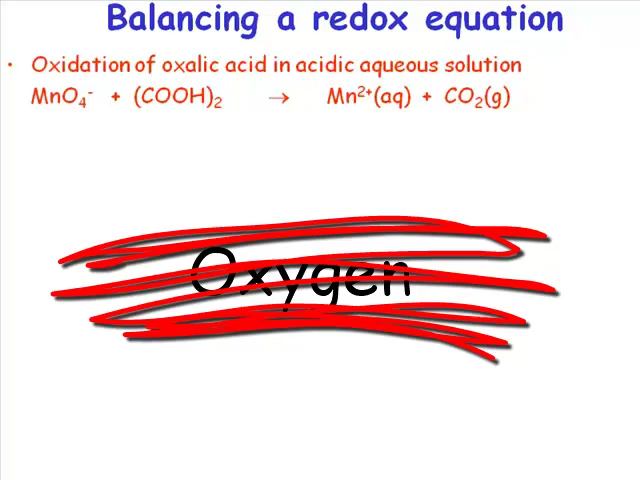 Balancing a redox equation
• Oxidation of oxalic acid in acidic aqueous solution
MnO₄⁻ + (COOH)₂ → Mn²⁺(aq) + CO₂(g)
Oxygen